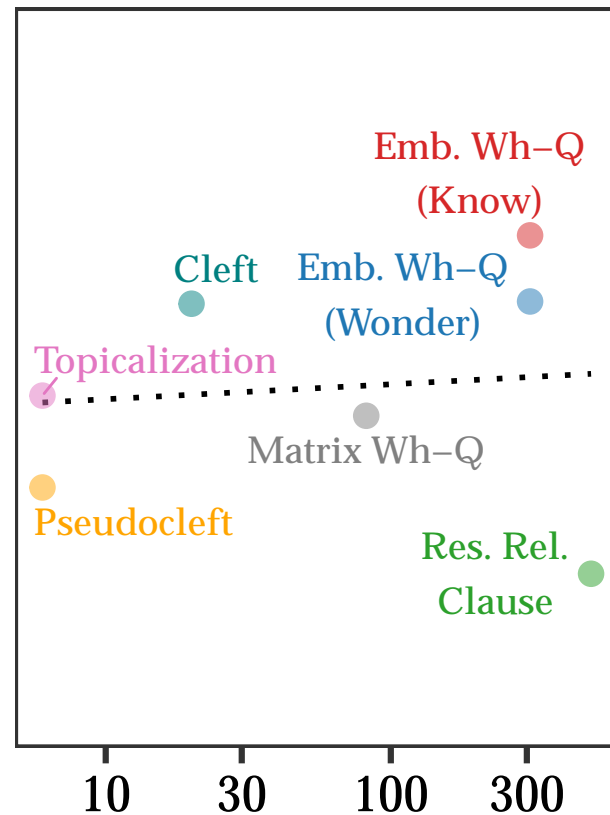 Emb. Wh−Q
(Know)
Cleft
Emb. Wh−Q
(Wonder)
Topicalization
Matrix Wh−Q
Pseudocleft
Res. Rel.
Clause
10 30 100 300